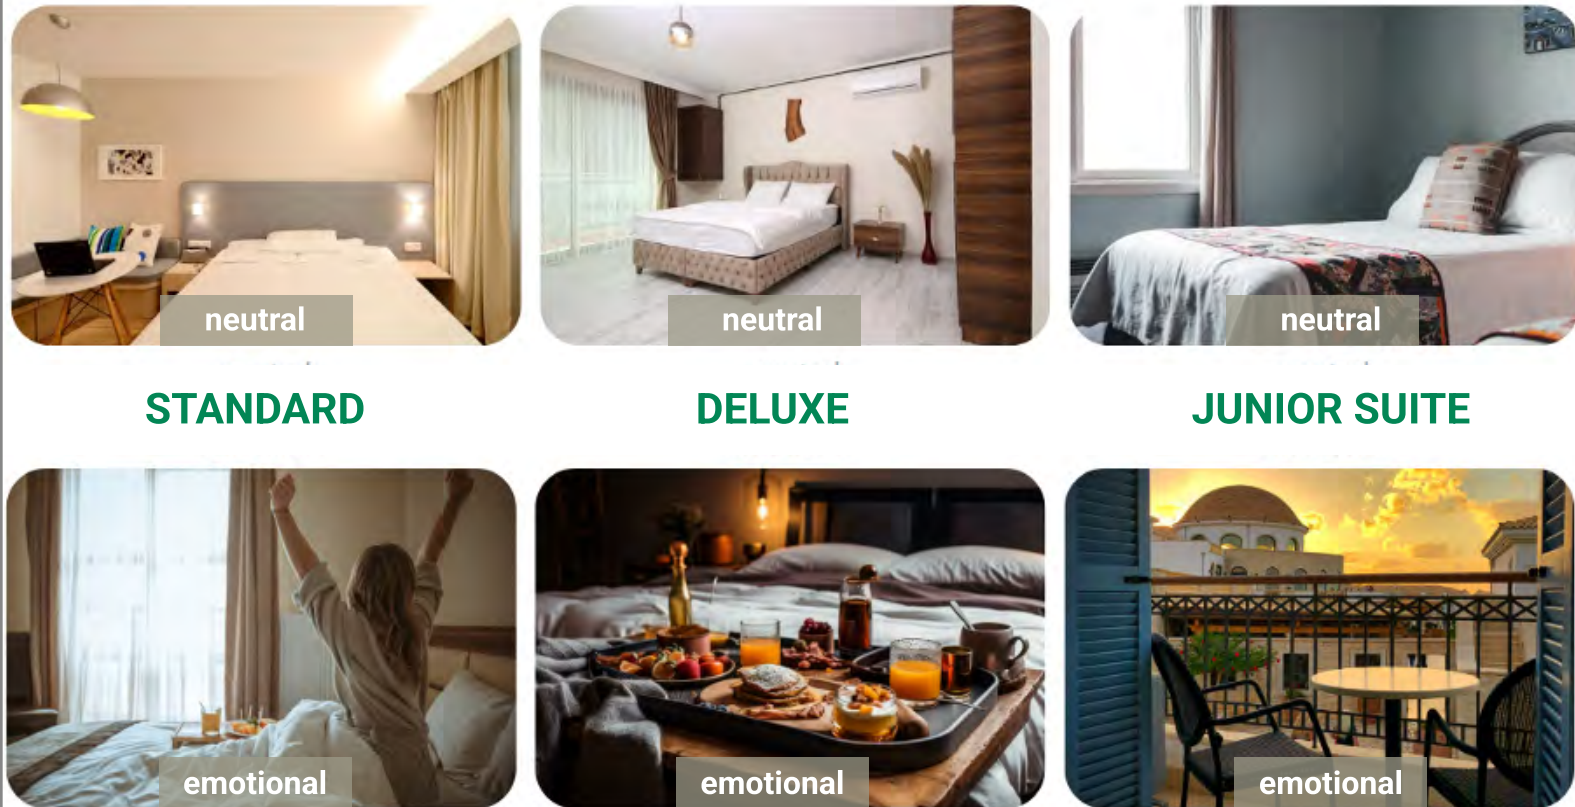 neutral
neutral
neutral
STANDARD
DELUXE
JUNIOR SUITE
emotional
emotional
emotional